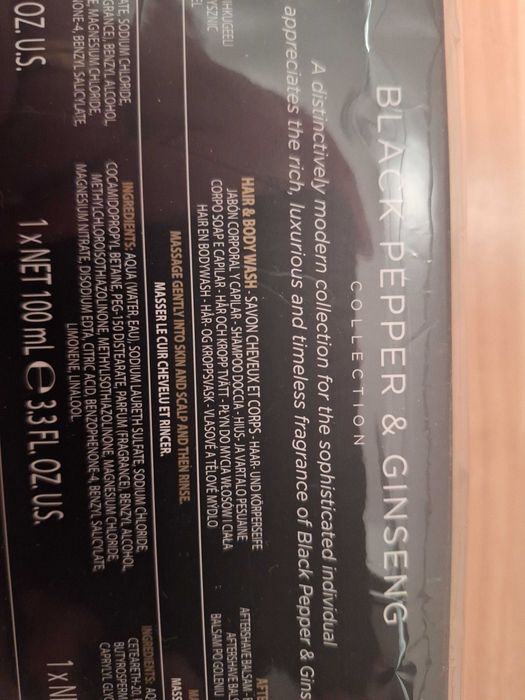 BLACK PEPPER & GINSENG
COLLECTION
A distinctively modern collection for the sophisticated individual
appreciates the rich, luxurious and timeless fragrance of Black Pepper & Gins
HAIR & BODY WASH - SAVON CHEVEUX ET CORPS - HAAR- UND KÖRPERSEIFE
JABON CORPORAL Y CAPILAR - SHAMPOO DOCCIA - HIUS- JA VARTALO PESUAINE
CORPO SOAP E CAPILAR - HÅR OCH KROPP TVÄTT - PŁYN DO MYCIA WŁOSÓW I CIAŁA
HAIR EN BODYWASH - HÅR- OG KROPPSVASK - VLASOVÉ A TĚLOVÉ MÝDLO
MASSAGE GENTLY INTO SKIN AND SCALP AND THEN RINSE.
MASSER LE CUIR CHEVELU ET RINCER.
INGREDIENTS: AQUA (WATER, EAU), SODIUM LAURETH SULFATE, SODIUM CHLORIDE,
COCAMIDOPROPYL BETAINE, PEG-150 DISTEARATE, PARFUM (FRAGRANCE), BENZYL ALCOHOL,
METHYLCHLOROISOTHIAZOLINONE, METHYLISOTHIAZOLINONE, MAGNESIUM CHLORIDE,
MAGNESIUM NITRATE, DISODIUM EDTA, CITRIC ACID, BENZOPHENONE-4, BENZYL SALICYLATE,
LIMONENE, LINALOOL.
1 x NET 100 mL e 3.3 FL. OZ. U.S.
ATE, SODIUM CHLORIDE,
GRANCE), BENZYL ALCOHOL,
E, MAGNESIUM CHLORIDE,
NONE-4, BENZYL SALICYLATE,
OZ. U.S.
AFTERSHAVE BALSAM
AFTERSHAVE BAL
BALSAM PO GOLENIU
MASS
INGREDIENTS: AQ
CETEARETH-20,
BUTYROSPERM
CAPRYLYL GLYC
1 x N